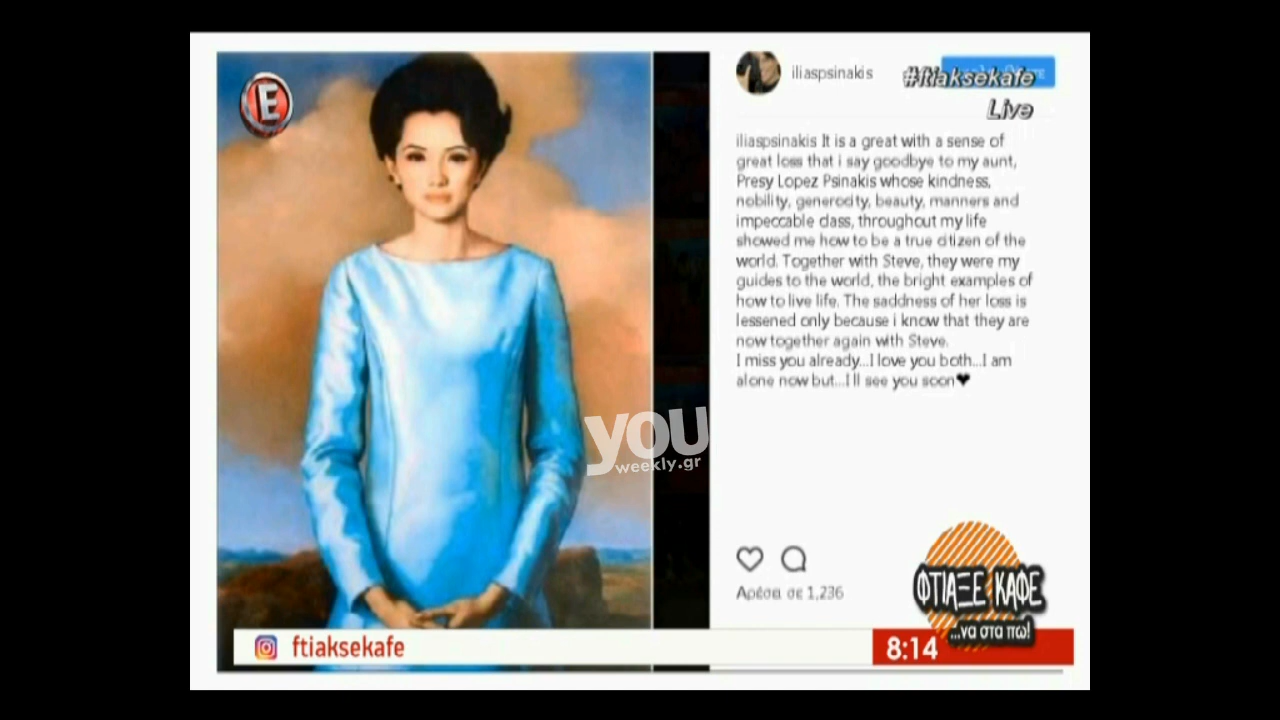 E
iliaspsinakis
#ftiaksekafe
Live
iliaspsinakis It is a great with a sense of
great loss that i say goodbye to my aunt,
Presy Lopez Psinakis whose kindness,
nobility, generocity, beauty, manners and
impeccable class, throughout my life
showed me how to be a true citizen of the
world. Together with Steve, they were my
guides to the world, the bright examples of
how to live life. The saddness of her loss is
lessened only because i know that they are
now together again with Steve.
I miss you already...I love you both...I am
alone now but...I ll see you soon❤
you
weekly.gr
Αρέσει σε 1,236
ΦΤΙΑΞΕ ΚΑΦΕ
...να στα πω!
ftiaksekafe
8:14